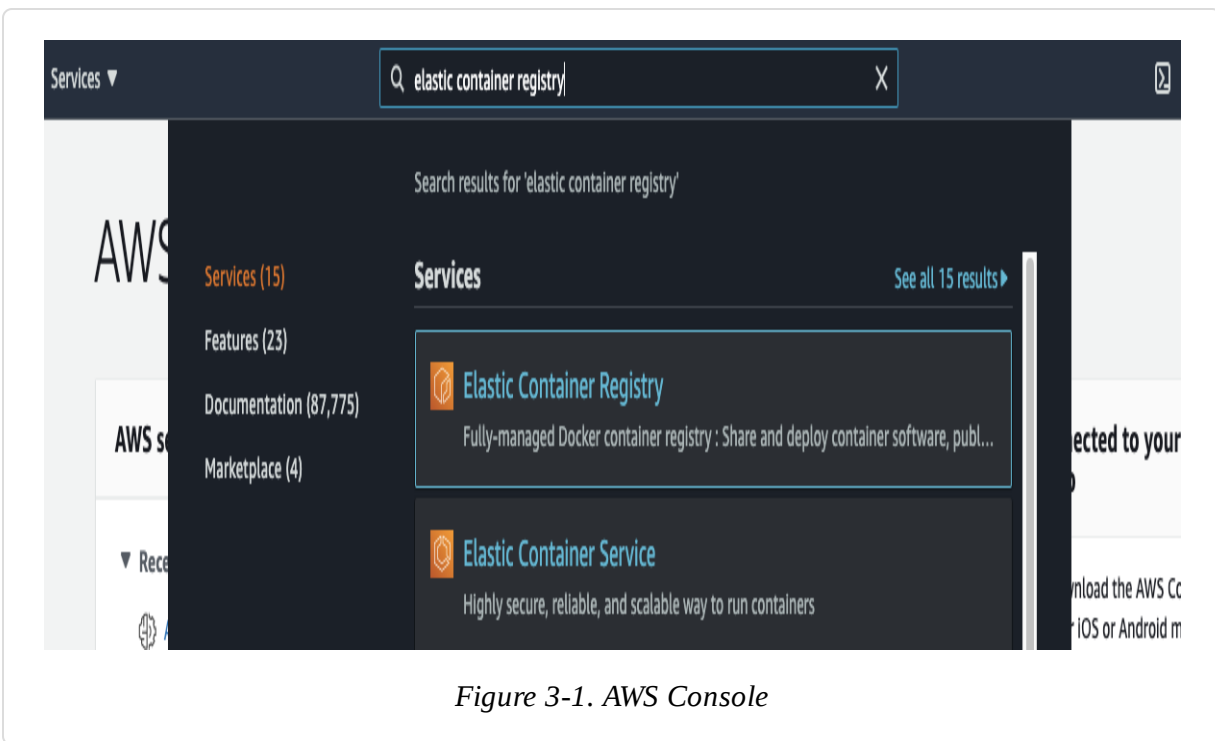 Services ▼
elastic container registry
X
Search results for 'elastic container registry'
AWS
Services (15)
Services
See all 15 results
Features (23)
Elastic Container Registry
Fully-managed Docker container registry : Share and deploy container software, publ...
Documentation (87,775)
AWS
ected to your
Marketplace (4)
Elastic Container Service
Highly secure, reliable, and scalable way to run containers
▼ Rece
nload the AWS Co
iOS or Android m
Figure 3-1. AWS Console